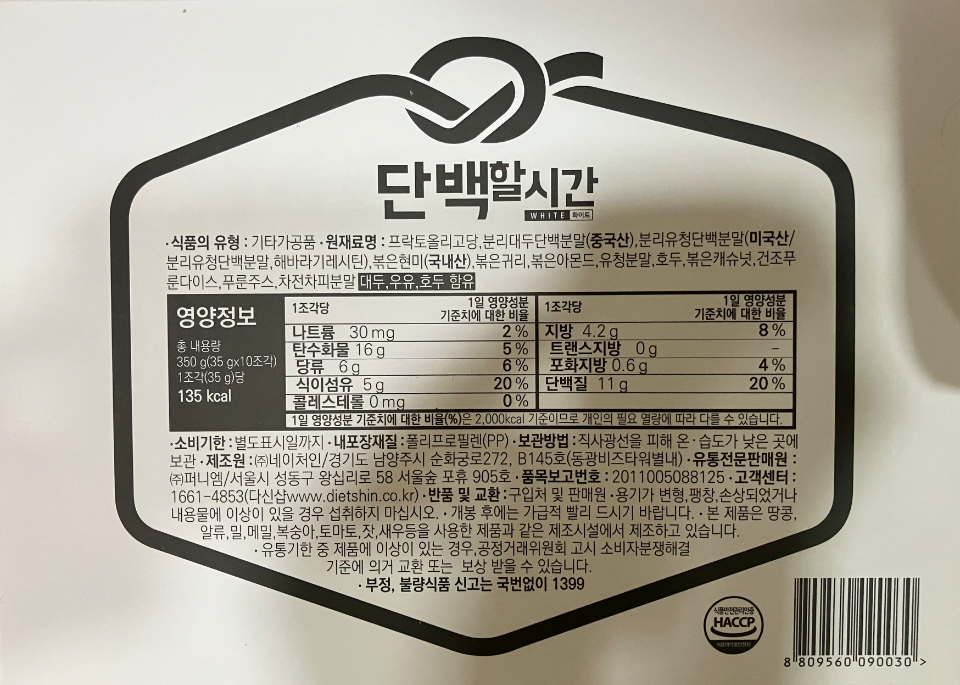 단백할시간
WHITE 화이트
·식품의 유형 : 기타가공품 · 원재료명 : 프락토올리고당,분리대두단백분말(중국산),분리유청단백분말(미국산/
분리유청단백분말,해바라기레시틴),볶은현미(국내산),볶은귀리,볶은아몬드,유청분말,호두,볶은캐슈넛,건조푸
룬다이스,푸룬주스,차전차피분말 대두,우유,호두 함유
영양정보
총 내용량
350 g(35 gx10조각)
1조각(35 g)당
135 kcal
1조각당 1일 영양성분 기준치에 대한 비율
나트륨 30 mg 2 %
탄수화물 16 g 5 %
당류 6 g 6 %
식이섬유 5 g 20 %
콜레스테롤 0 mg 0 %
1조각당 1일 영양성분 기준치에 대한 비율
지방 4.2 g 8 %
트랜스지방 0 g -
포화지방 0.6 g 4 %
단백질 11 g 20 %
1일 영양성분 기준치에 대한 비율(%)은 2,000kcal 기준이므로 개인의 필요 열량에 따라 다를 수 있습니다.
·소비기한 : 별도표시일까지 · 내포장재질 : 폴리프로필렌(PP) · 보관방법 : 직사광선을 피해 온·습도가 낮은 곳에
보관 · 제조원 : ㈜네이처인/경기도 남양주시 순화궁로272, B145호(동광비즈타워별내) · 유통전문판매원 :
㈜퍼니엠/서울시 성동구 왕십리로 58 서울숲 포휴 905호 · 품목보고번호 : 2011005088125 · 고객센터 :
1661-4853(다신샵www.dietshin.co.kr) · 반품 및 교환 : 구입처 및 판매원 · 용기가 변형,팽창,손상되었거나
내용물에 이상이 있을 경우 섭취하지 마십시오. · 개봉 후에는 가급적 빨리 드시기 바랍니다. · 본 제품은 땅콩,
알류,밀,메밀,복숭아,토마토,잣,새우등을 사용한 제품과 같은 제조시설에서 제조하고 있습니다.
· 유통기한 중 제품에 이상이 있는 경우,공정거래위원회 고시 소비자분쟁해결
기준에 의거 교환 또는 보상 받을 수 있습니다.
· 부정, 불량식품 신고는 국번없이 1399
식품안전관리인증
HACCP
식품의약품안전처
8 809560 090030 >